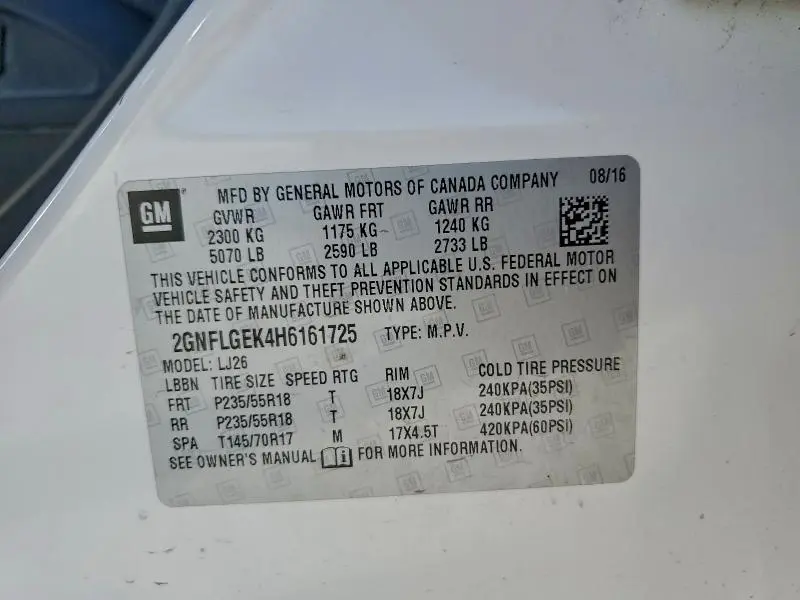 GM MFD BY GENERAL MOTORS OF CANADA COMPANY 08/16
GVWR GAWR FRT GAWR RR
2300 KG 1175 KG 1240 KG
5070 LB 2590 LB 2733 LB
THIS VEHICLE CONFORMS TO ALL APPLICABLE U.S. FEDERAL MOTOR
VEHICLE SAFETY AND THEFT PREVENTION STANDARDS IN EFFECT ON
THE DATE OF MANUFACTURE SHOWN ABOVE.
2GNFLGEK4H6161725 TYPE: M.P.V.
MODEL: LJ26
LBBN TIRE SIZE SPEED RTG RIM COLD TIRE PRESSURE
FRT P235/55R18 T 18X7J 240KPA(35PSI)
RR P235/55R18 T 18X7J 240KPA(35PSI)
SPA T145/70R17 M 17X4.5T 420KPA(60PSI)
SEE OWNER'S MANUAL FOR MORE INFORMATION.